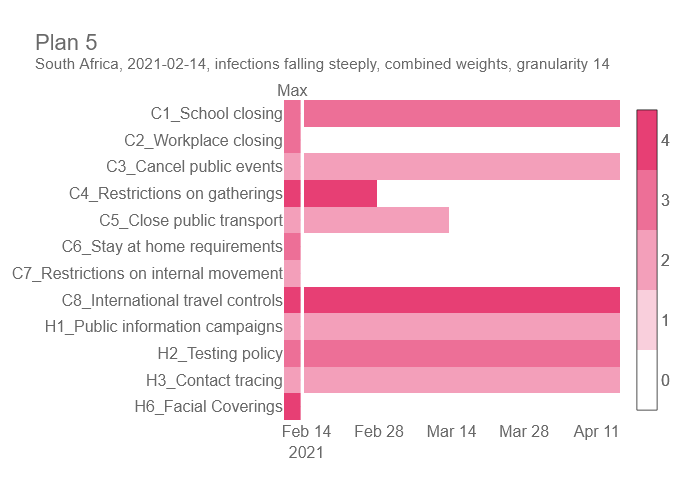 Plan 5
South Africa, 2021-02-14, infections falling steeply, combined weights, granularity 14
Max
C1_School closing
C2_Workplace closing
C3_Cancel public events
C4_Restrictions on gatherings
C5_Close public transport
C6_Stay at home requirements
C7_Restrictions on internal movement
C8_International travel controls
H1_Public information campaigns
H2_Testing policy
H3_Contact tracing
H6_Facial Coverings
Feb 14 Feb 28 Mar 14 Mar 28 Apr 11
2021
4
3
2
1
0